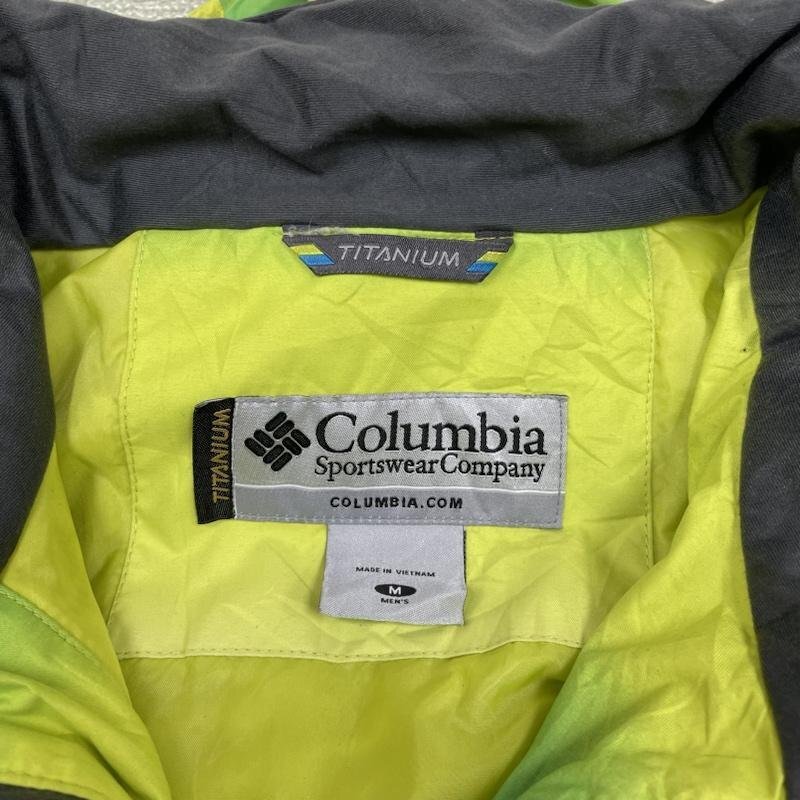 TITANIUM
TITANIUM
Columbia
Sportswear Company
COLUMBIA.COM
MADE IN VIETNAM
M
MEN'S